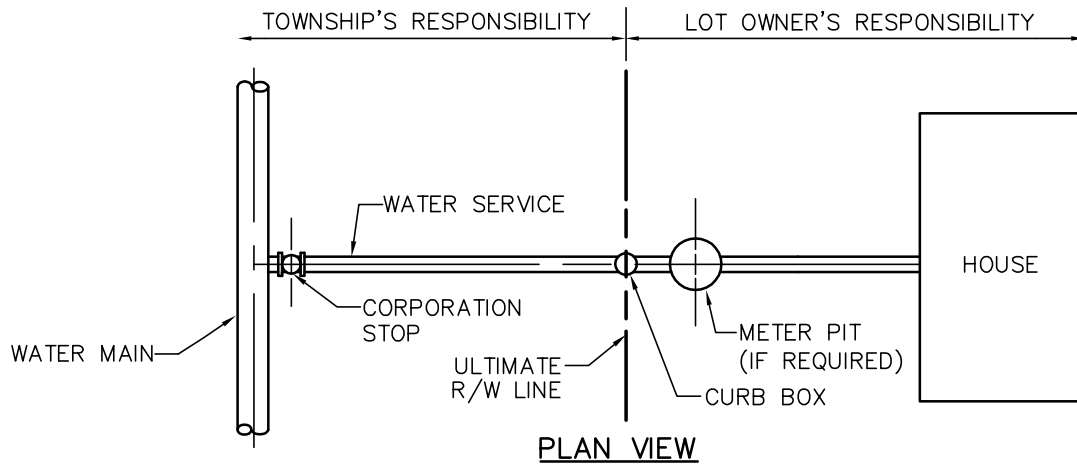 TOWNSHIP'S RESPONSIBILITY
LOT OWNER'S RESPONSIBILITY
WATER SERVICE
HOUSE
CORPORATION
STOP
WATER MAIN
METER PIT
(IF REQUIRED)
ULTIMATE
R/W LINE
CURB BOX
PLAN VIEW